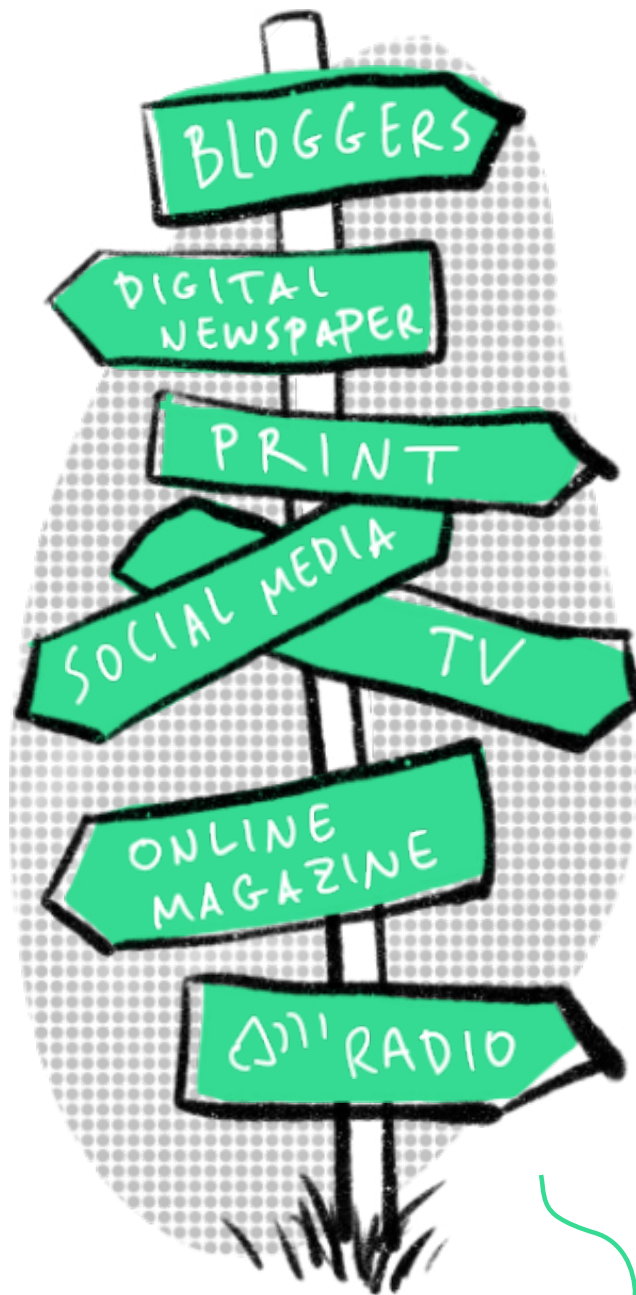 BLOGGERS
DIGITAL
NEWSPAPER
PRINT
SOCIAL MEDIA
TV
ONLINE
MAGAZINE
RADIO